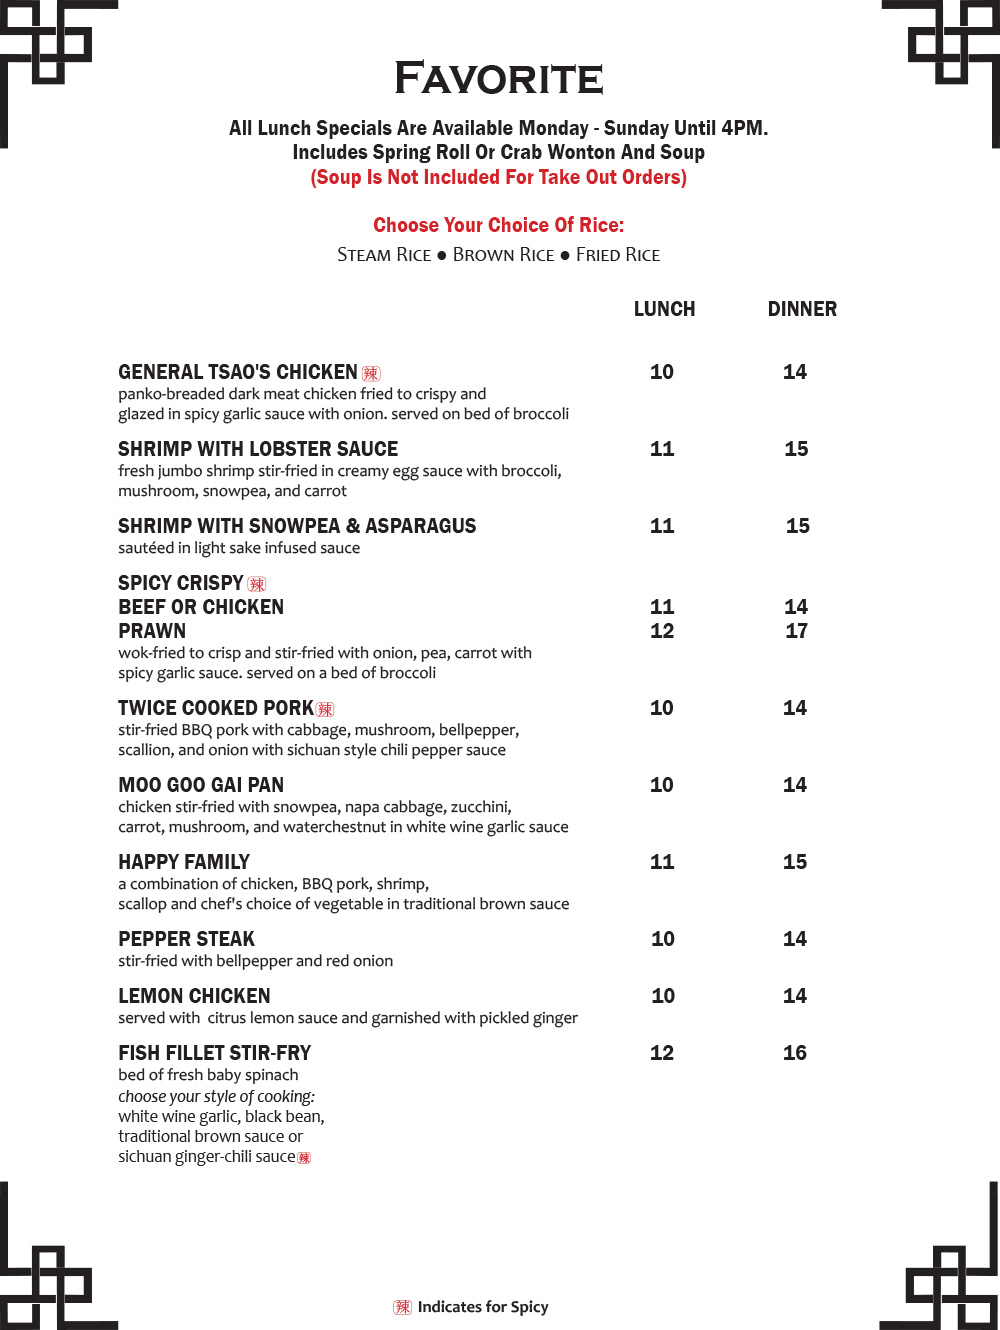 FAVORITE
All Lunch Specials Are Available Monday - Sunday Until 4PM.
Includes Spring Roll Or Crab Wonton And Soup
(Soup Is Not Included For Take Out Orders)
Choose Your Choice Of Rice:
STEAM RICE ● BROWN RICE ● FRIED RICE
LUNCH DINNER
GENERAL TSAO'S CHICKEN 辣 10 14
panko-breaded dark meat chicken fried to crispy and
glazed in spicy garlic sauce with onion. served on bed of broccoli
SHRIMP WITH LOBSTER SAUCE 11 15
fresh jumbo shrimp stir-fried in creamy egg sauce with broccoli,
mushroom, snowpea, and carrot
SHRIMP WITH SNOWPEA & ASPARAGUS 11 15
sautéed in light sake infused sauce
SPICY CRISPY 辣
BEEF OR CHICKEN 11 14
PRAWN 12 17
wok-fried to crisp and stir-fried with onion, pea, carrot with
spicy garlic sauce. served on a bed of broccoli
TWICE COOKED PORK 辣 10 14
stir-fried BBQ pork with cabbage, mushroom, bellpepper,
scallion, and onion with sichuan style chili pepper sauce
MOO GOO GAI PAN 10 14
chicken stir-fried with snowpea, napa cabbage, zucchini,
carrot, mushroom, and waterchestnut in white wine garlic sauce
HAPPY FAMILY 11 15
a combination of chicken, BBQ pork, shrimp,
scallop and chef's choice of vegetable in traditional brown sauce
PEPPER STEAK 10 14
stir-fried with bellpepper and red onion
LEMON CHICKEN 10 14
served with citrus lemon sauce and garnished with pickled ginger
FISH FILLET STIR-FRY 12 16
bed of fresh baby spinach
choose your style of cooking:
white wine garlic, black bean,
traditional brown sauce or
sichuan ginger-chili sauce 辣
辣 Indicates for Spicy